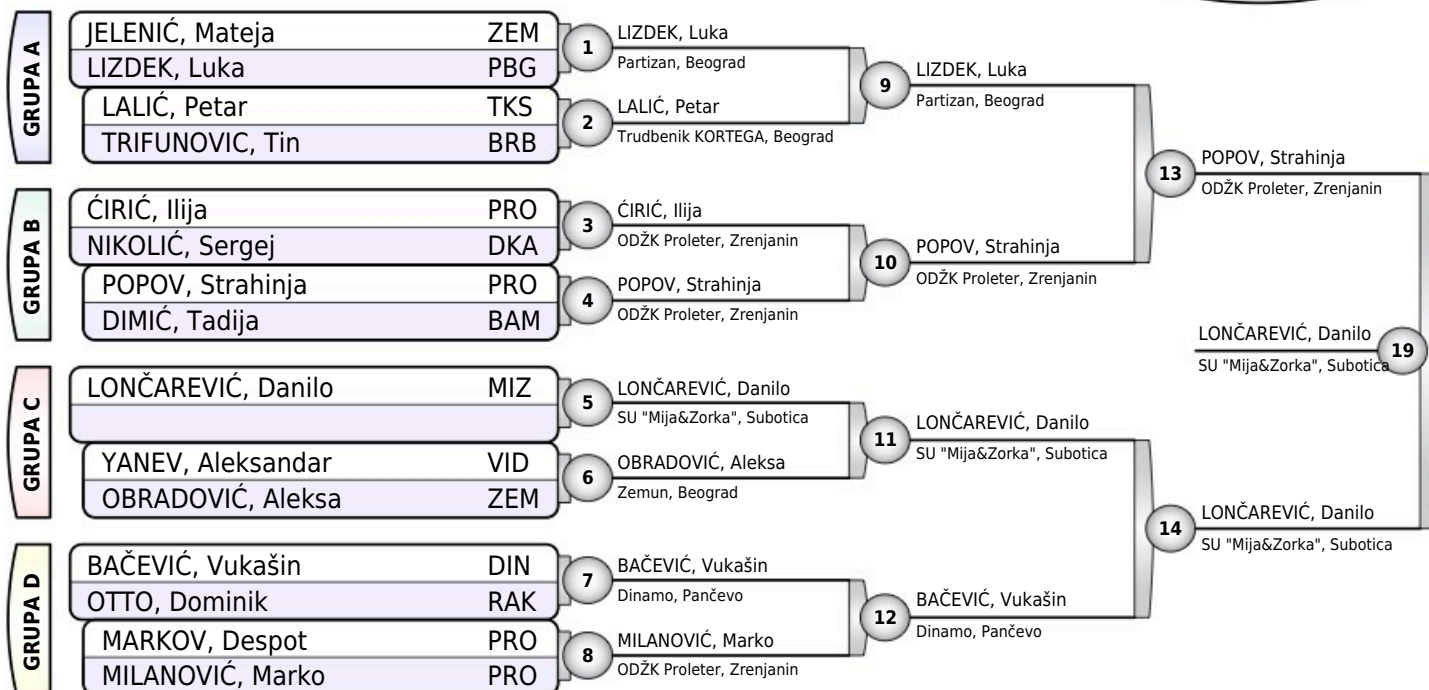 GRUPA A
JELENIĆ, Mateja ZEM
LIZDEK, Luka PBG
LALIĆ, Petar TKS
TRIFUNOVIC, Tin BRB
1
LIZDEK, Luka
Partizan, Beograd
2
LALIĆ, Petar
Trudbenik KORTEGA, Beograd
9
LIZDEK, Luka
Partizan, Beograd
GRUPA B
ĆIRIĆ, Ilija PRO
NIKOLIĆ, Sergej DKA
POPOV, Strahinja PRO
DIMIĆ, Tadija BAM
3
ĆIRIĆ, Ilija
ODŽK Proleter, Zrenjanin
4
POPOV, Strahinja
ODŽK Proleter, Zrenjanin
10
POPOV, Strahinja
ODŽK Proleter, Zrenjanin
13
POPOV, Strahinja
ODŽK Proleter, Zrenjanin
GRUPA C
LONČAREVIĆ, Danilo MIZ
YANEV, Aleksandar VID
OBRADOVIĆ, Aleksa ZEM
5
LONČAREVIĆ, Danilo
SU "Mija&Zorka", Subotica
6
OBRADOVIĆ, Aleksa
Zemun, Beograd
11
LONČAREVIĆ, Danilo
SU "Mija&Zorka", Subotica
GRUPA D
BAČEVIĆ, Vukašin DIN
OTTO, Dominik RAK
MARKOV, Despot PRO
MILANOVIĆ, Marko PRO
7
BAČEVIĆ, Vukašin
Dinamo, Pančevo
8
MILANOVIĆ, Marko
ODŽK Proleter, Zrenjanin
12
BAČEVIĆ, Vukašin
Dinamo, Pančevo
14
LONČAREVIĆ, Danilo
SU "Mija&Zorka", Subotica
LONČAREVIĆ, Danilo
SU "Mija&Zorka", Subotica
19